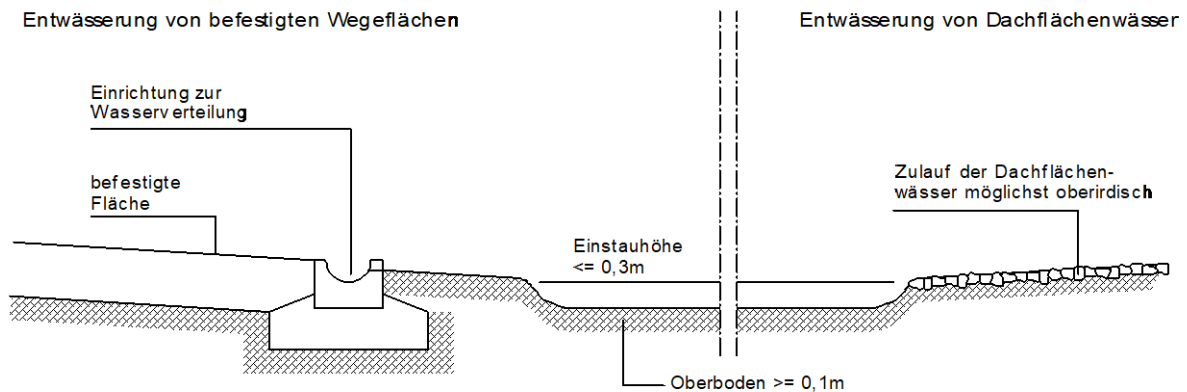 Entwässerung von befestigten Wegeflächen
Entwässerung von Dachflächenwässer
Einrichtung zur
Wasserverteilung
befestigte
Fläche
Einstauhöhe
<= 0,3m
Zulauf der Dachflächen-
wässer möglichst oberirdisch
Oberboden >= 0,1m